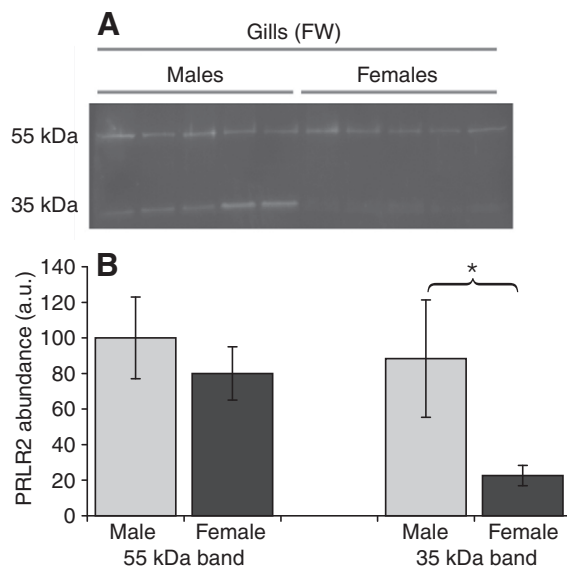 A
Gills (FW)
Males Females
55 kDa
35 kDa
B
PRLR2 abundance (a.u.)
140
120
100
80
60
40
20
0
*
Male Female Male Female
55 kDa band 35 kDa band